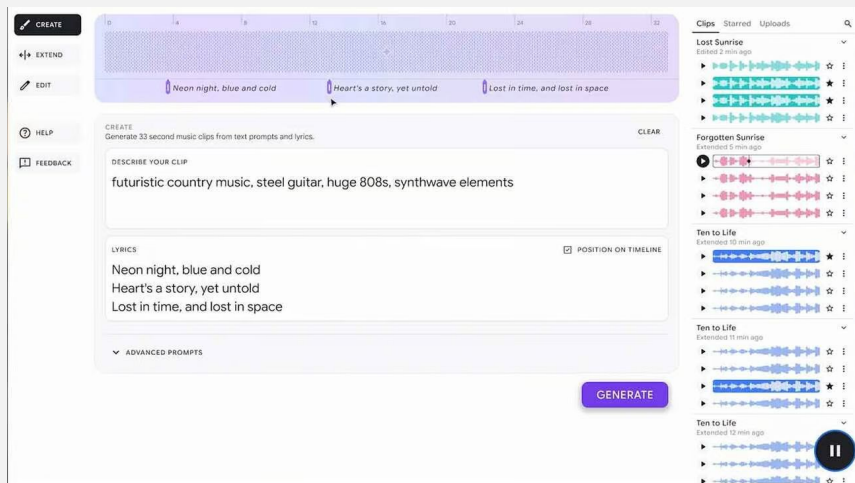 CREATE
EXTEND
EDIT
HELP
FEEDBACK
0 4 8 12 16 20 24 28 32
Neon night, blue and cold
Heart's a story, yet untold
Lost in time, and lost in space
CREATE
Generate 33 second music clips from text prompts and lyrics.
CLEAR
DESCRIBE YOUR CLIP
futuristic country music, steel guitar, huge 808s, synthwave elements
LYRICS
POSITION ON TIMELINE
Neon night, blue and cold
Heart's a story, yet untold
Lost in time, and lost in space
ADVANCED PROMPTS
GENERATE
Clips Starred Uploads
Lost Sunrise
Edited 2 min ago
Forgotten Sunrise
Extended 5 min ago
Ten to Life
Extended 10 min ago
Ten to Life
Extended 11 min ago
Ten to Life
Extended 12 min ago